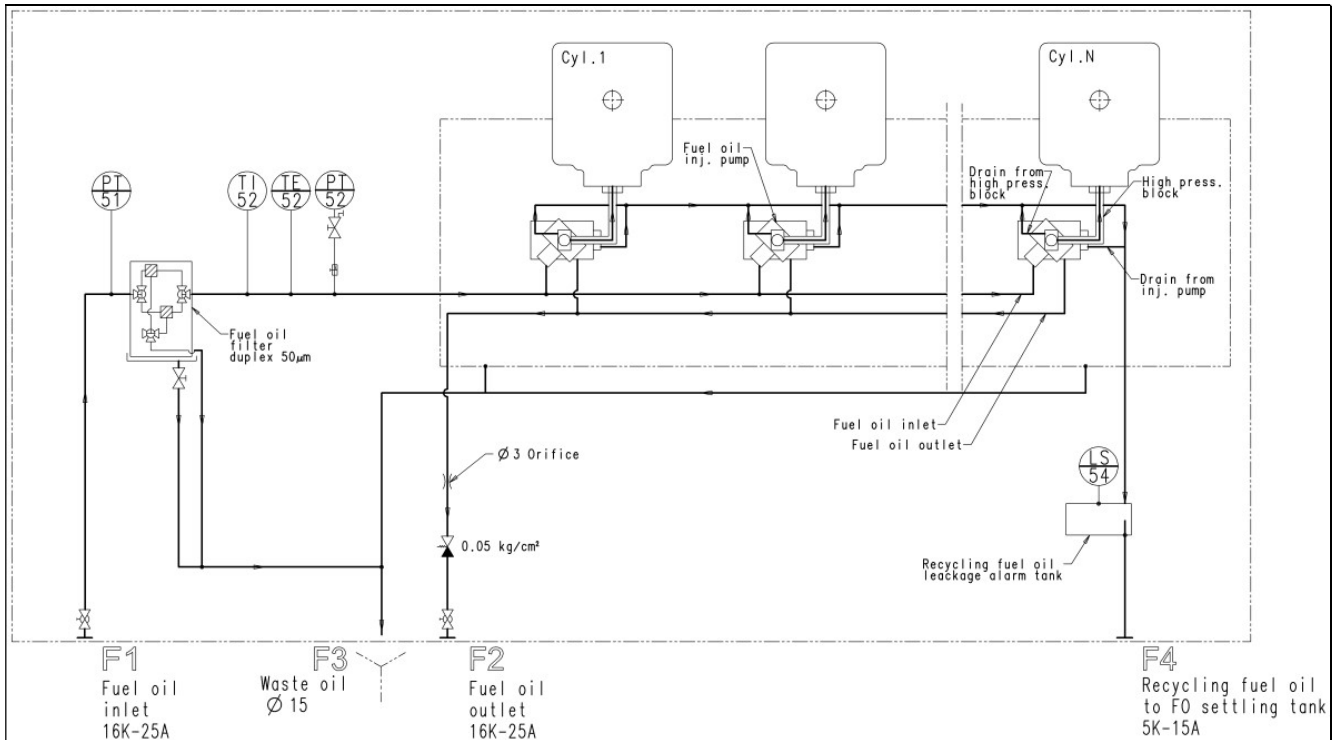 Cyl.1
Cyl.N
Fuel oil
inj. pump
Drain from
high press.
block
High press.
block
PT
51
TI
52
TE
52
PT
52
Drain from
inj. pump
Fuel oil
filter
duplex 50μm
Fuel oil inlet
Fuel oil outlet
Ø3 Orifice
LS
54
0.05 kg/cm²
Recycling fuel oil
leackage alarm tank
F1
Fuel oil
inlet
16K-25A
F3
Waste oil
Ø 15
F2
Fuel oil
outlet
16K-25A
F4
Recycling fuel oil
to FO settling tank
5K-15A